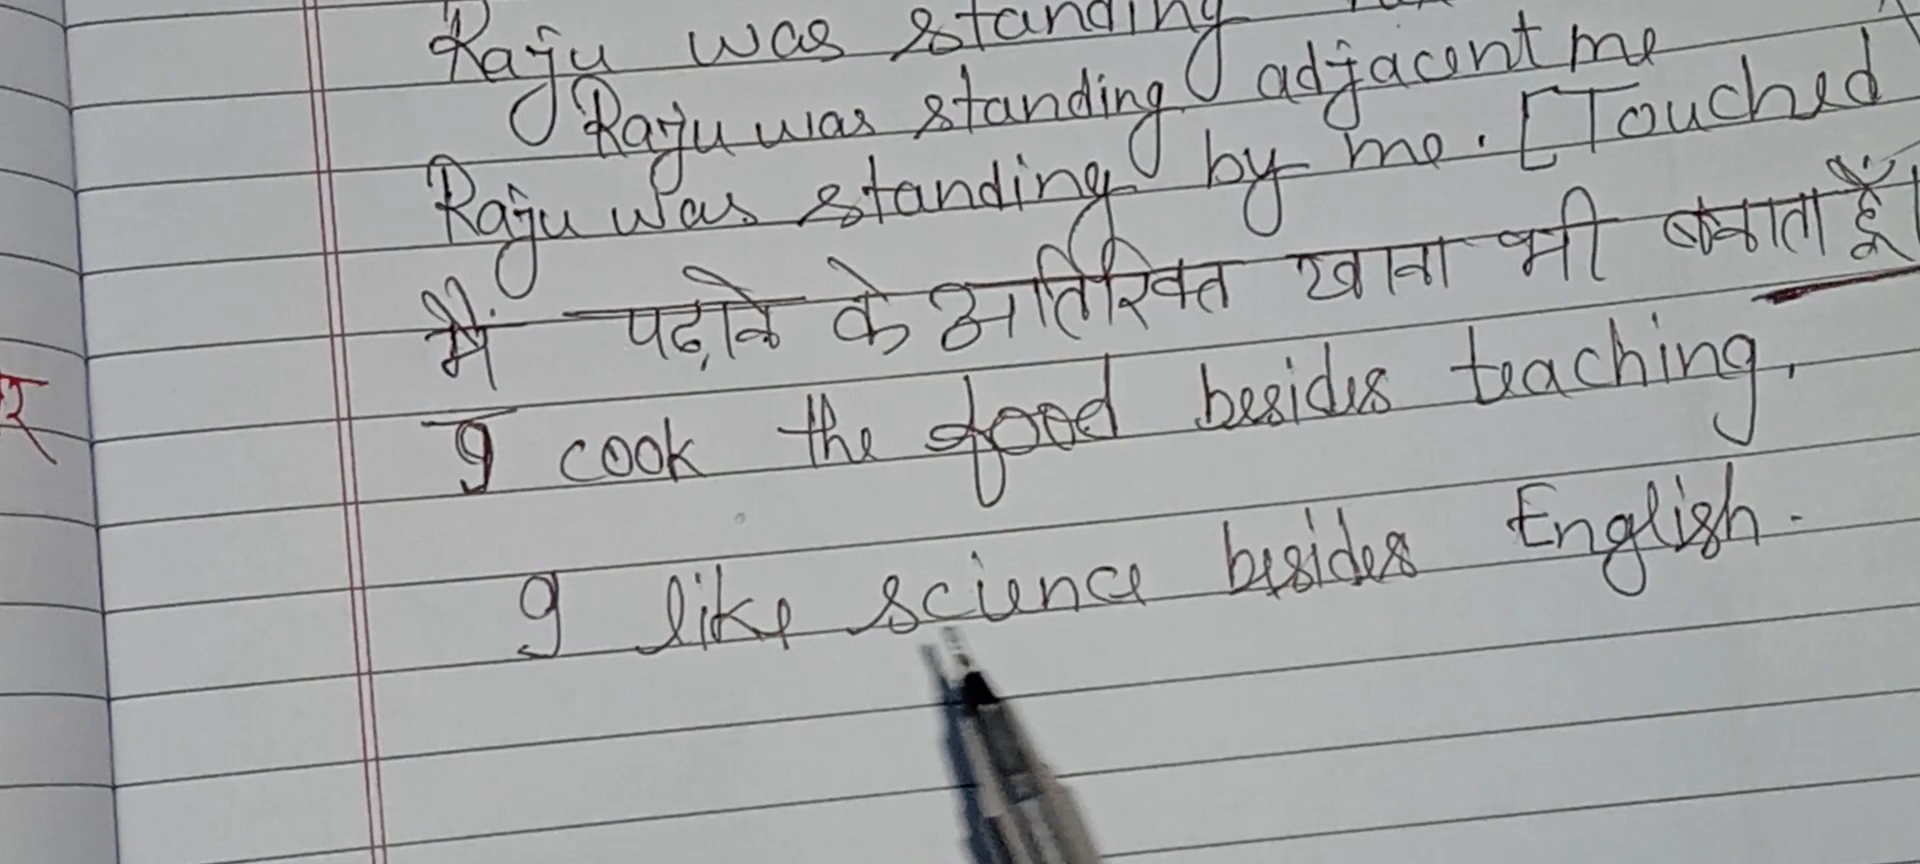 Raju was standing
Raju was standing adjacent me
Raju was standing by me. [Touched
मैं पढ़ाने के अतिरिक्त खाना भी बनाता हूँ।
I cook the food besides teaching.
I like science besides English.